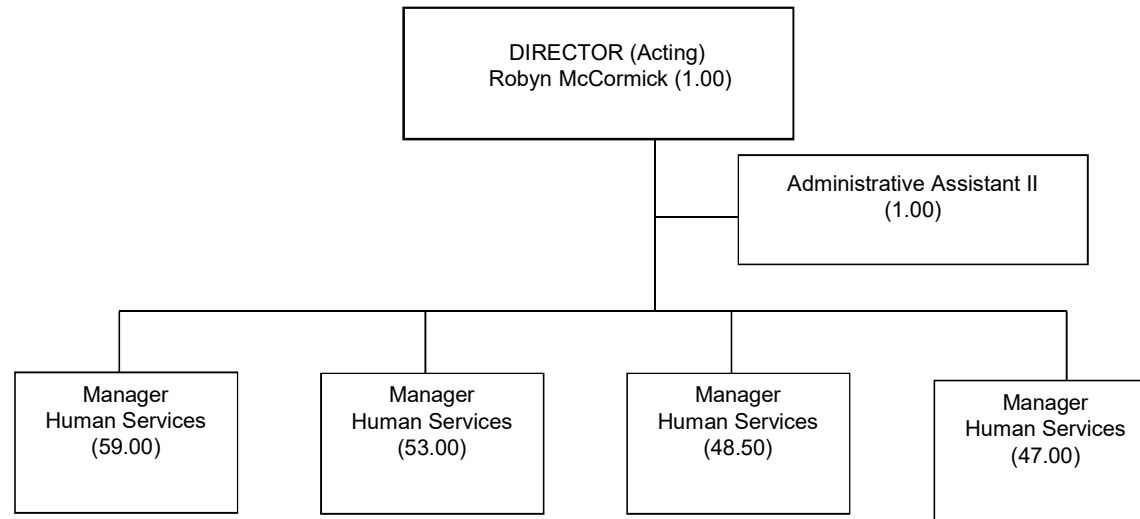 DIRECTOR (Acting)
Robyn McCormick (1.00)
Administrative Assistant II
(1.00)
Manager
Human Services
(59.00)
Manager
Human Services
(53.00)
Manager
Human Services
(48.50)
Manager
Human Services
(47.00)